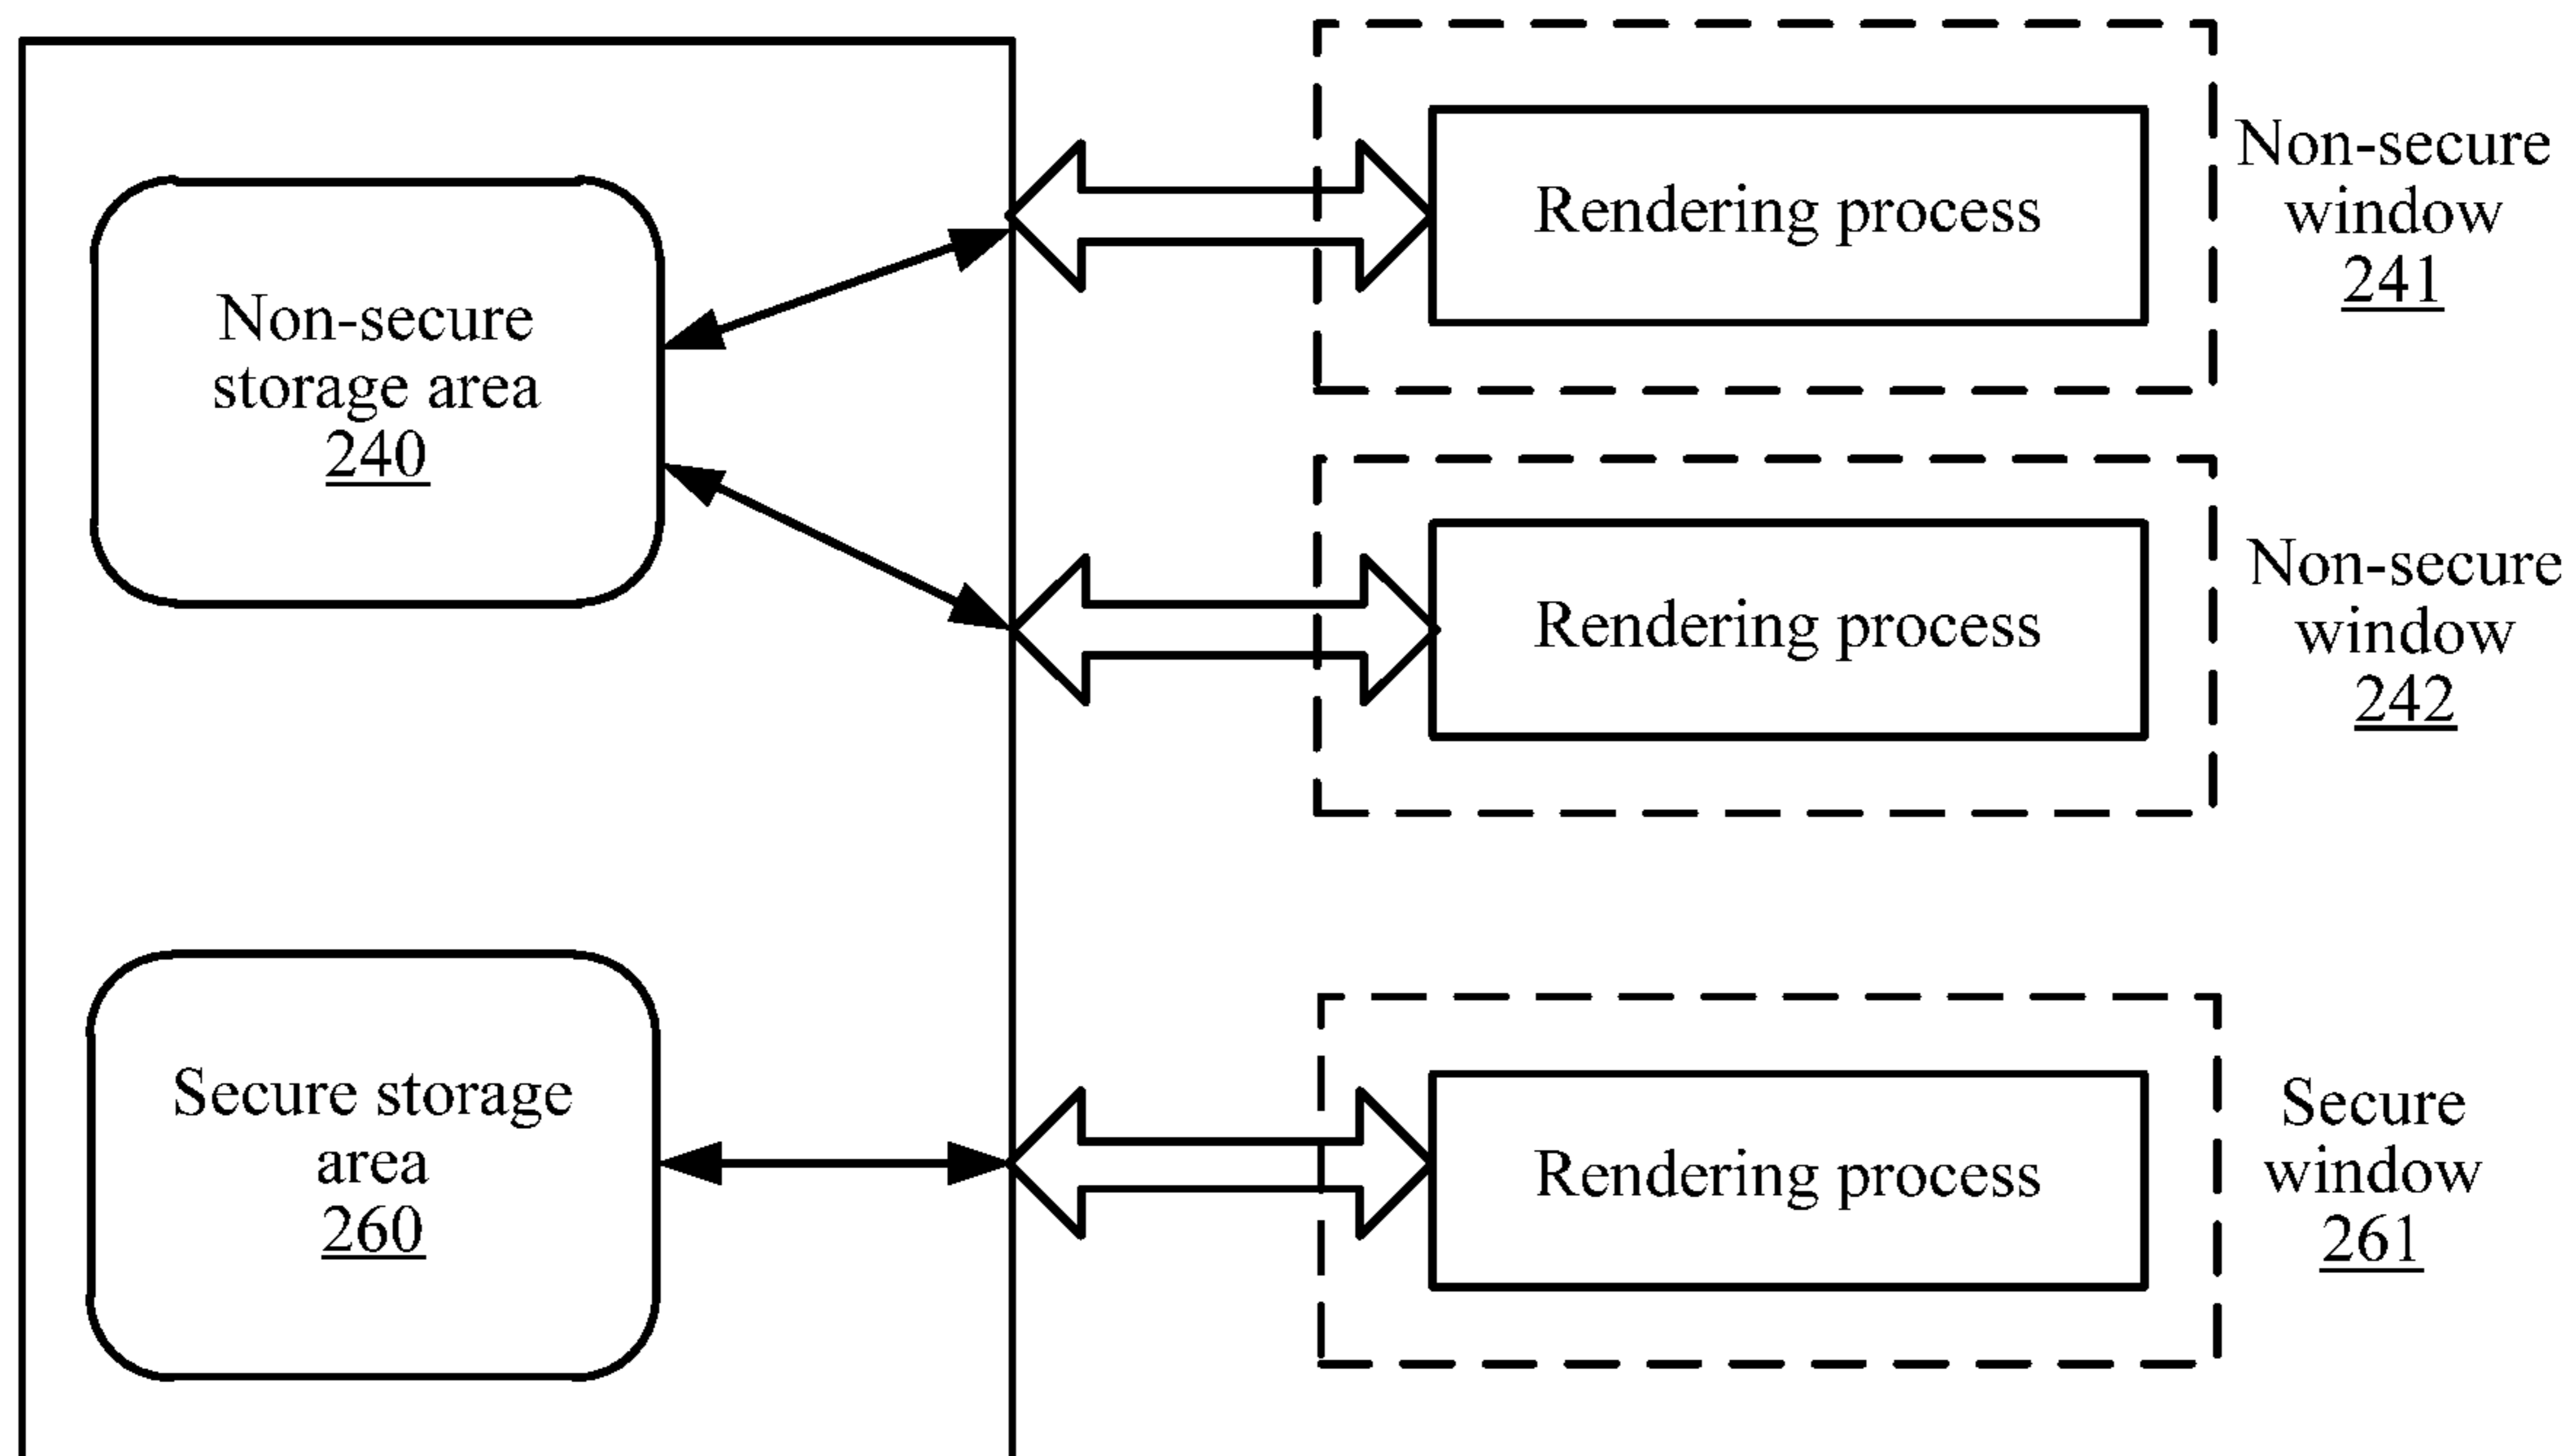 Non-secure
storage area
240
Rendering process
Non-secure
window
241
Rendering process
Non-secure
window
242
Secure storage
area
260
Rendering process
Secure
window
261